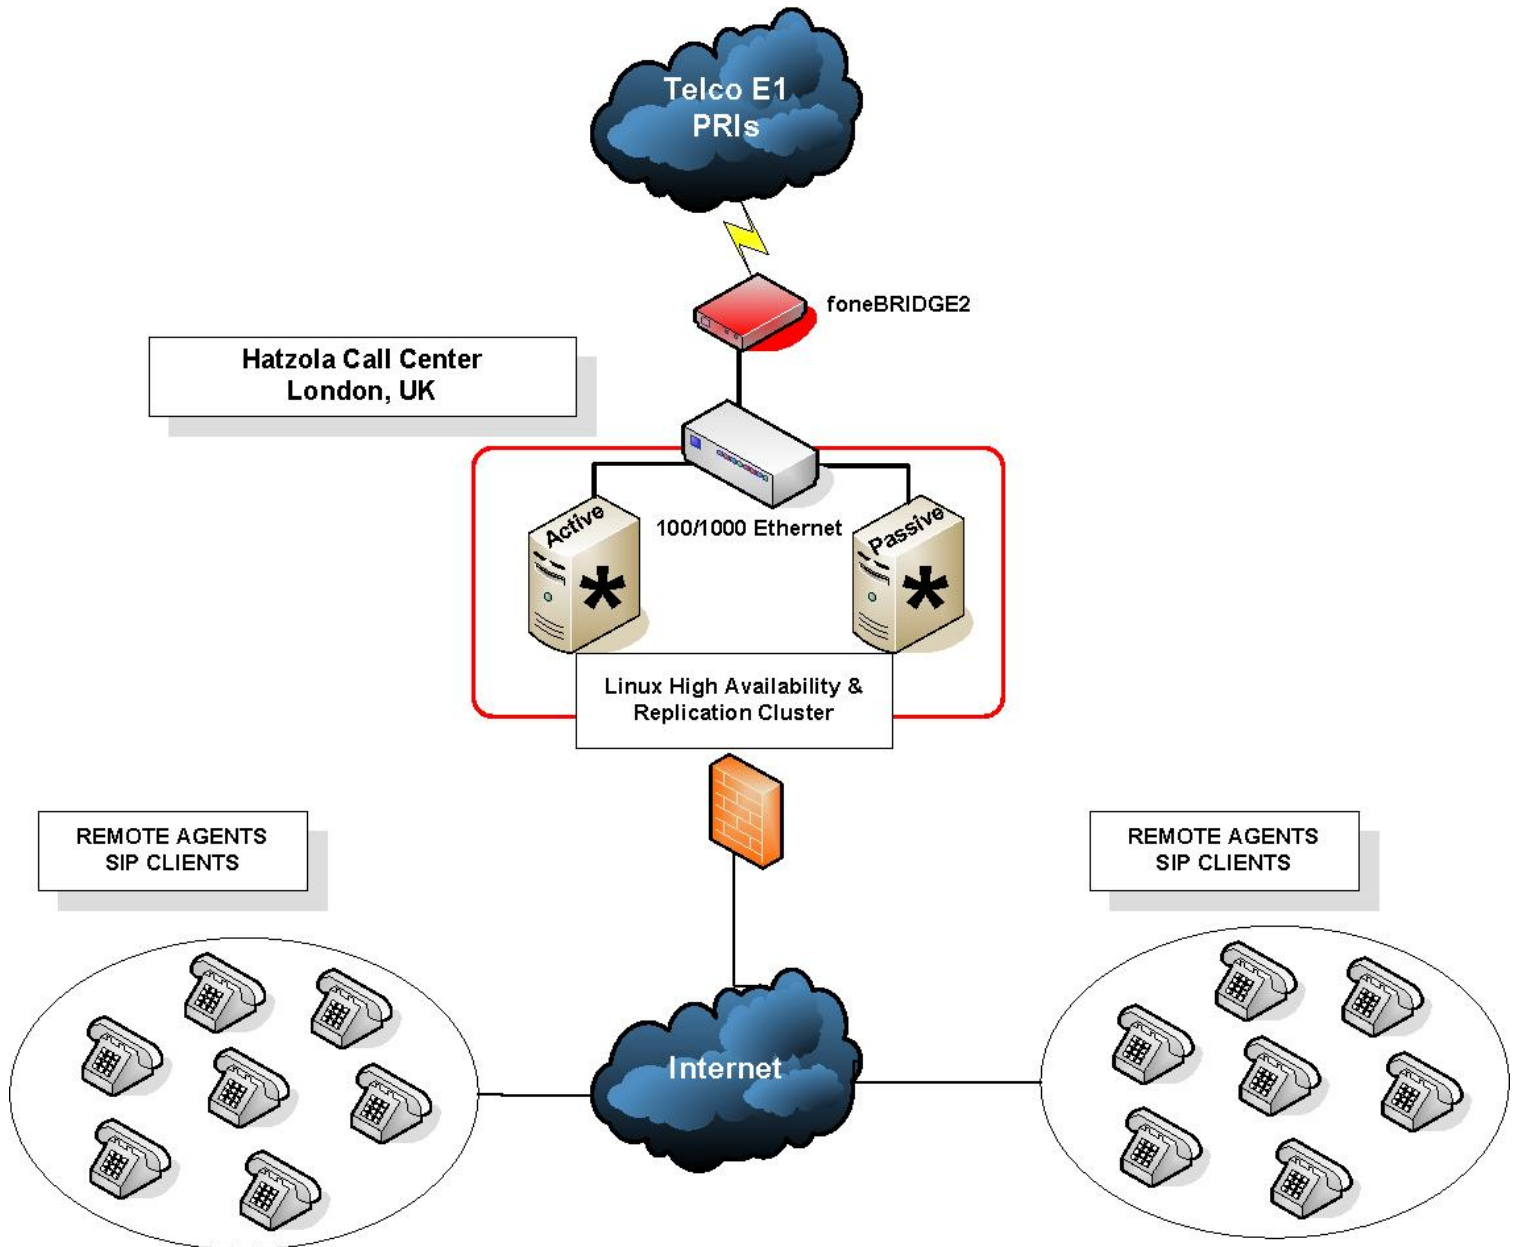 Telco E1
PRIs
foneBRIDGE2
Hatzola Call Center
London, UK
Active
100/1000 Ethernet
Passive
*
*
Linux High Availability &
Replication Cluster
REMOTE AGENTS
SIP CLIENTS
REMOTE AGENTS
SIP CLIENTS
Internet